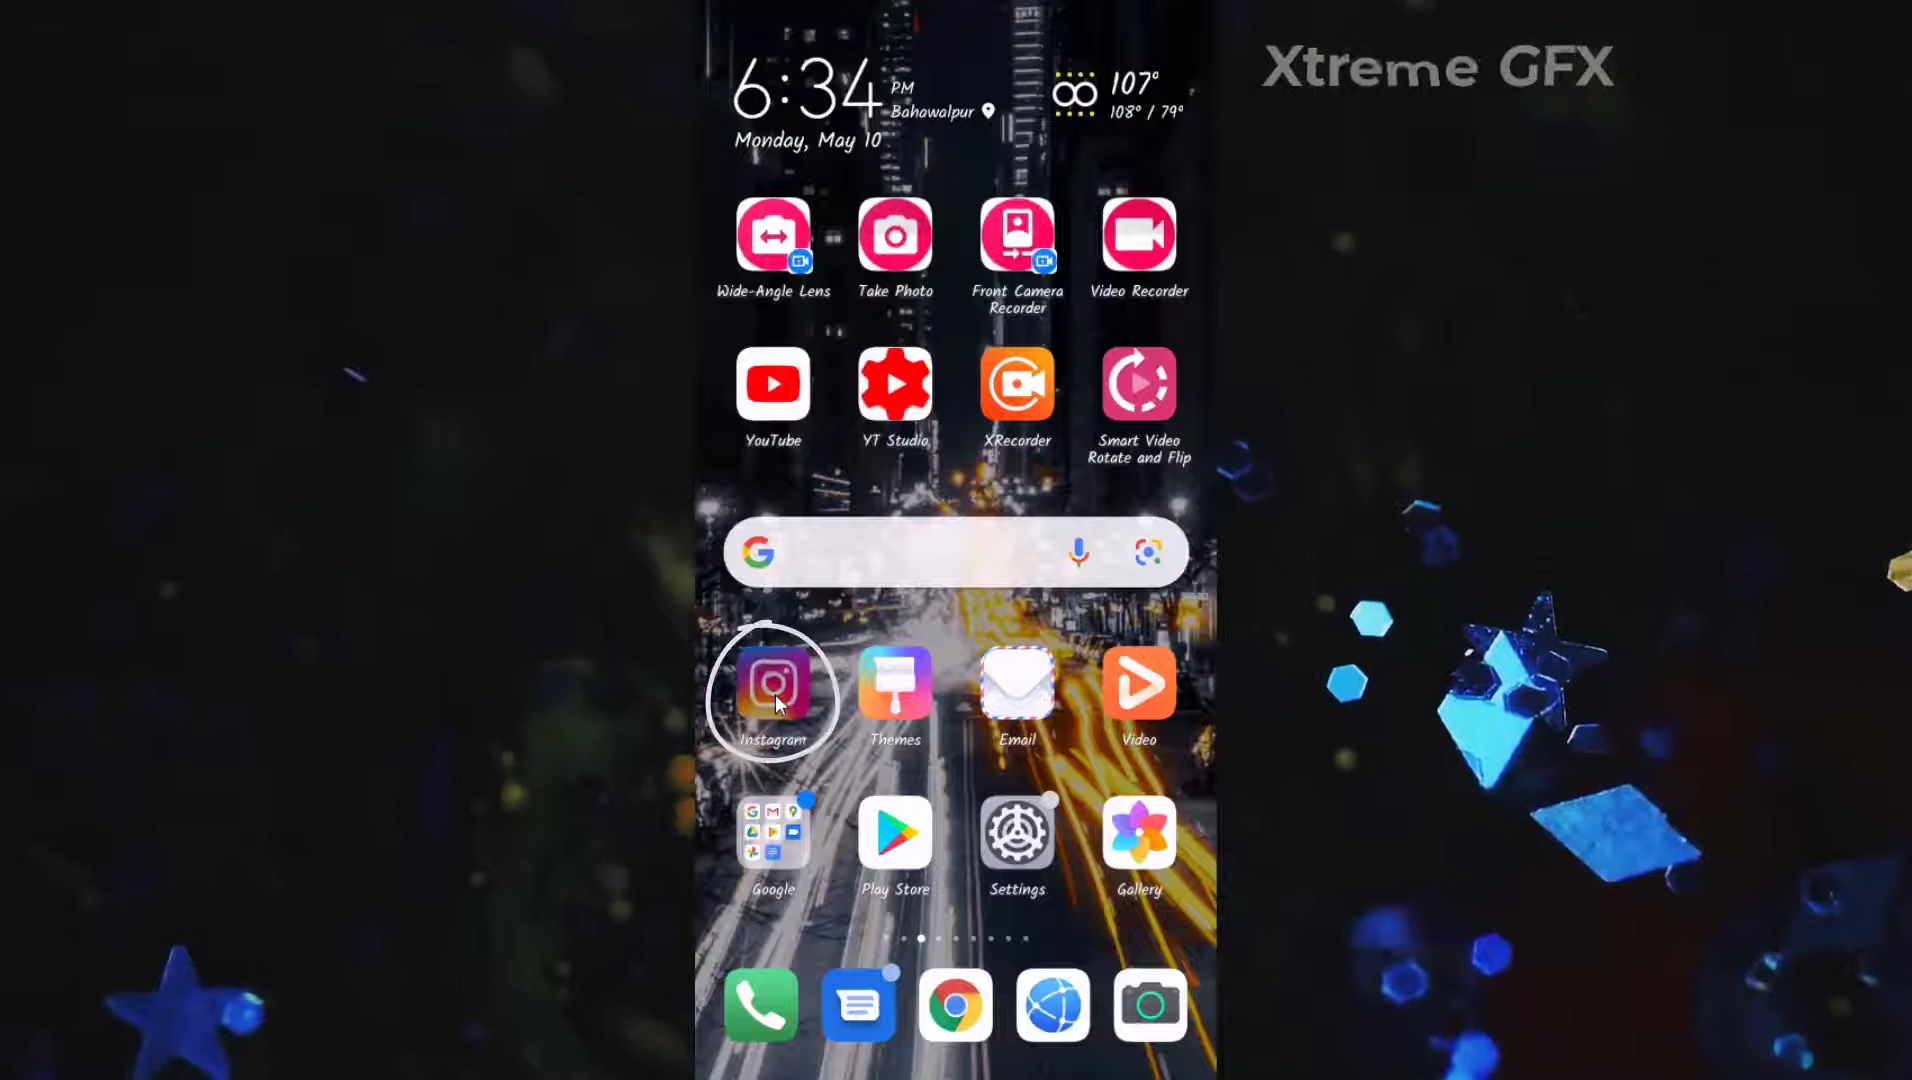 Xtreme GFX
6:34 PM
Bahawalpur
107°
108° / 79°
Monday, May 10
Wide-Angle Lens
Take Photo
Front Camera
Recorder
Video Recorder
YouTube
YT Studio
XRecorder
Smart Video
Rotate and Flip
Instagram
Themes
Email
Video
Google
Play Store
Settings
Gallery